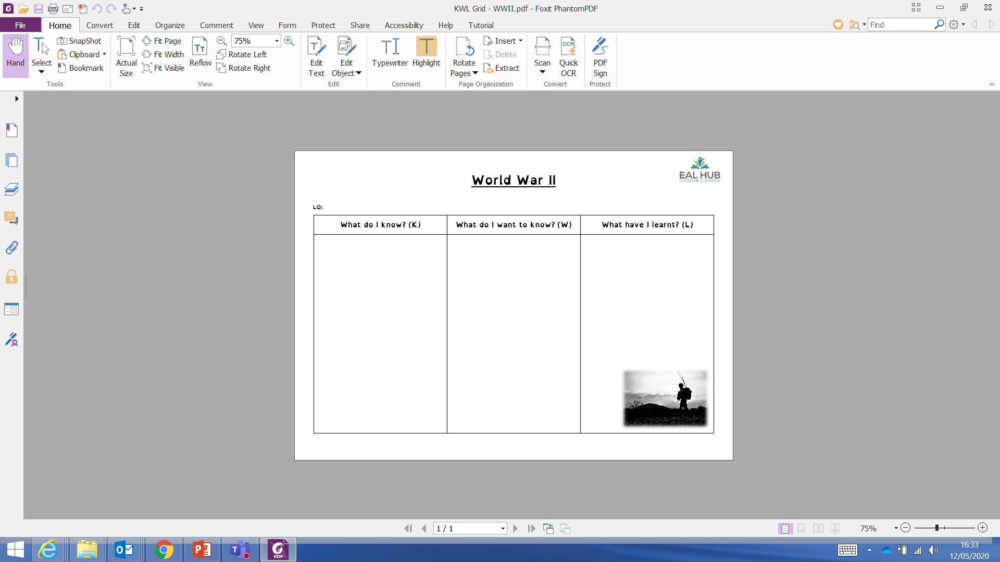 KWL Grid - WWII.pdf - Foxit PhantomPDF
File Home Convert Edit Organize Comment View Form Protect Share Accessibility Help Tutorial Find
Hand
Select
SnapShot
Clipboard
Bookmark
Tools
Actual Size
Fit Page
Fit Width
Fit Visible
Reflow
75%
Rotate Left
Rotate Right
View
Edit Text
Edit Object
Edit
Typewriter
Highlight
Comment
Rotate Pages
Insert
Delete
Extract
Page Organization
Scan
Quick OCR
Convert
PDF Sign
Protect
EAL HUB
EVERYONE A LEARNER
World War II
LO:
What do I know? (K)
What do I want to know? (W)
What have I learnt? (L)
1 / 1
75%
16:33
12/05/2020